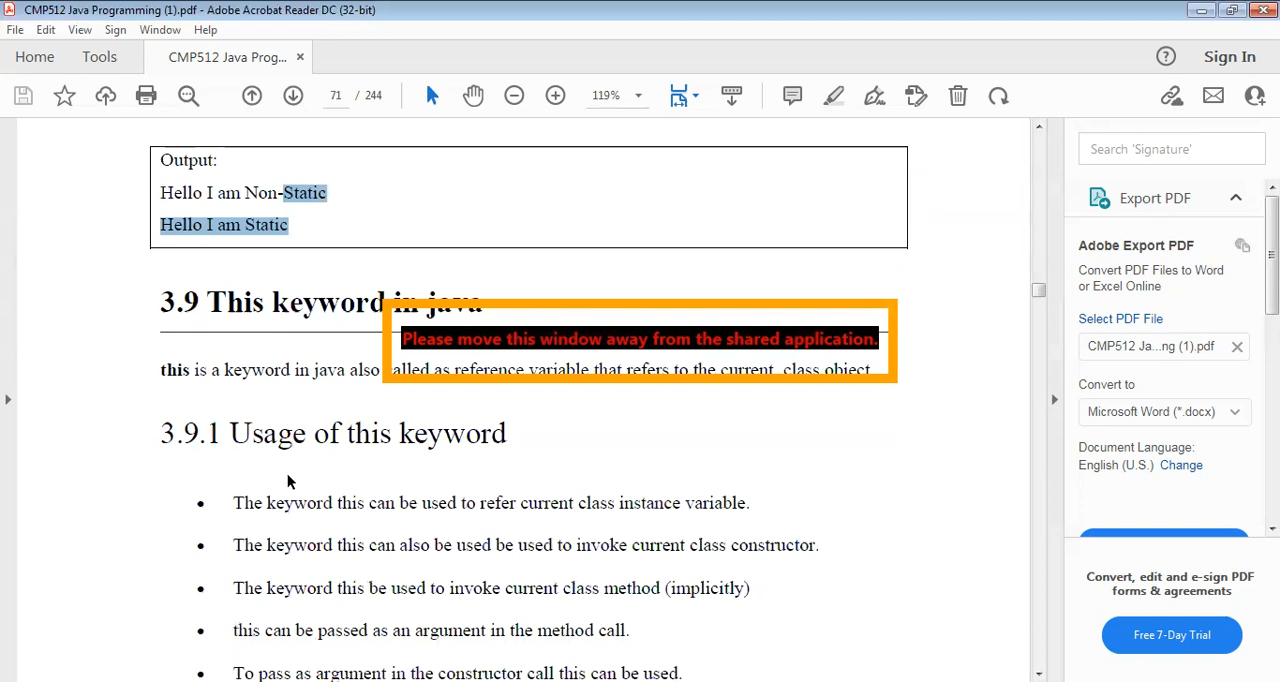 CMP512 Java Programming (1).pdf - Adobe Acrobat Reader DC (32-bit)
File Edit View Sign Window Help
Home Tools CMP512 Java Prog... × Sign In
71 / 244 119%
Output:
Hello I am Non-Static
Hello I am Static
3.9 This keyword in java
Please move this window away from the shared application.
this is a keyword in java also called as reference variable that refers to the current class object
3.9.1 Usage of this keyword
• The keyword this can be used to refer current class instance variable.
• The keyword this can also be used be used to invoke current class constructor.
• The keyword this be used to invoke current class method (implicitly)
• this can be passed as an argument in the method call.
• To pass as argument in the constructor call this can be used.
Search 'Signature'
Export PDF
Adobe Export PDF
Convert PDF Files to Word
or Excel Online
Select PDF File
CMP512 Ja...ng (1).pdf ×
Convert to
Microsoft Word (*.docx)
Document Language:
English (U.S.) Change
Convert, edit and e-sign PDF
forms & agreements
Free 7-Day Trial